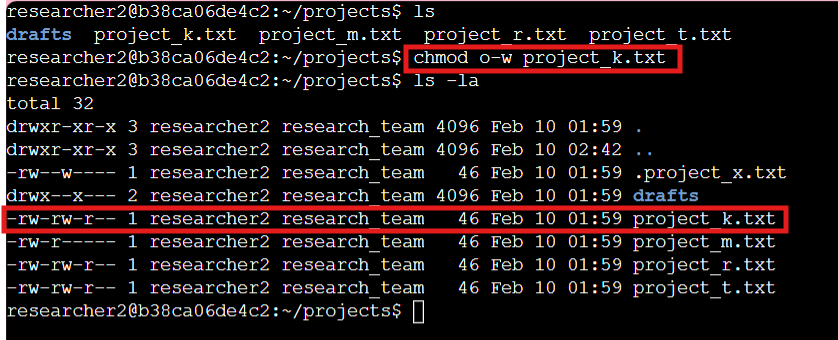 researcher2@b38ca06de4c2:~/projects$ ls
drafts  project_k.txt  project_m.txt  project_r.txt  project_t.txt
researcher2@b38ca06de4c2:~/projects$ chmod o-w project_k.txt
researcher2@b38ca06de4c2:~/projects$ ls -la
total 32
drwxr-xr-x 3 researcher2 research_team 4096 Feb 10 01:59 .
drwxr-xr-x 3 researcher2 research_team 4096 Feb 10 02:42 ..
-rw--w---- 1 researcher2 research_team   46 Feb 10 01:59 .project_x.txt
drwx--x--- 2 researcher2 research_team 4096 Feb 10 01:59 drafts
-rw-rw-r-- 1 researcher2 research_team   46 Feb 10 01:59 project_k.txt
-rw-r----- 1 researcher2 research_team   46 Feb 10 01:59 project_m.txt
-rw-rw-r-- 1 researcher2 research_team   46 Feb 10 01:59 project_r.txt
-rw-rw-r-- 1 researcher2 research_team   46 Feb 10 01:59 project_t.txt
researcher2@b38ca06de4c2:~/projects$